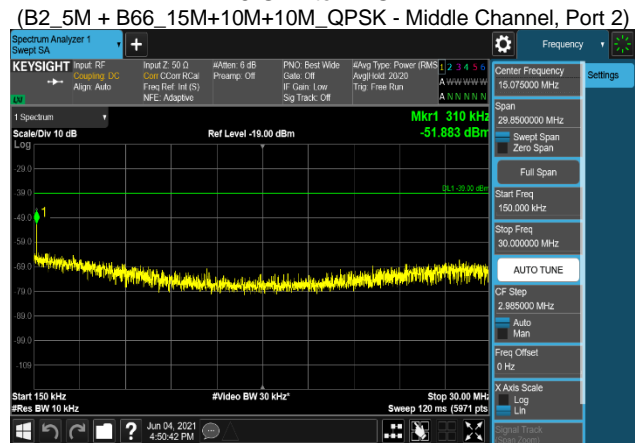 (B2_5M + B66_15M+10M+10M_QPSK - Middle Channel, Port 2)
Spectrum Analyzer 1
Swept SA
+
Frequency
KEYSIGHT
Input: RF
Coupling: DC
Align: Auto
Input Z: 50 Ω
Corr CCorr RCal
Freq Ref: Int (S)
NFE: Adaptive
#Atten: 6 dB
Preamp: Off
PNO: Best Wide
Gate: Off
IF Gain: Low
Sig Track: Off
#Avg Type: Power (RMS
Avg|Hold: 20/20
Trig: Free Run
1 2 3 4 5 6
A W W W W W
A N N N N N
LXI
1 Spectrum
Scale/Div 10 dB
Log
Ref Level -19.00 dBm
Mkr1 310 kHz
-51.883 dBm
DL1 -39.00 dBm
1
-29.0
-39.0
-49.0
-59.0
-69.0
-79.0
-89.0
-99.0
-109
Start 150 kHz
#Res BW 10 kHz
#Video BW 30 kHz*
Stop 30.00 MHz
Sweep 120 ms (5971 pts
Center Frequency
15.075000 MHz
Settings
Span
29.8500000 MHz
Swept Span
Zero Span
Full Span
Start Freq
150.000 kHz
Stop Freq
30.000000 MHz
AUTO TUNE
CF Step
2.985000 MHz
Auto
Man
Freq Offset
0 Hz
X Axis Scale
Log
Lin
Signal Track
(Span Zoom)
?
Jun 04, 2021
4:50:42 PM